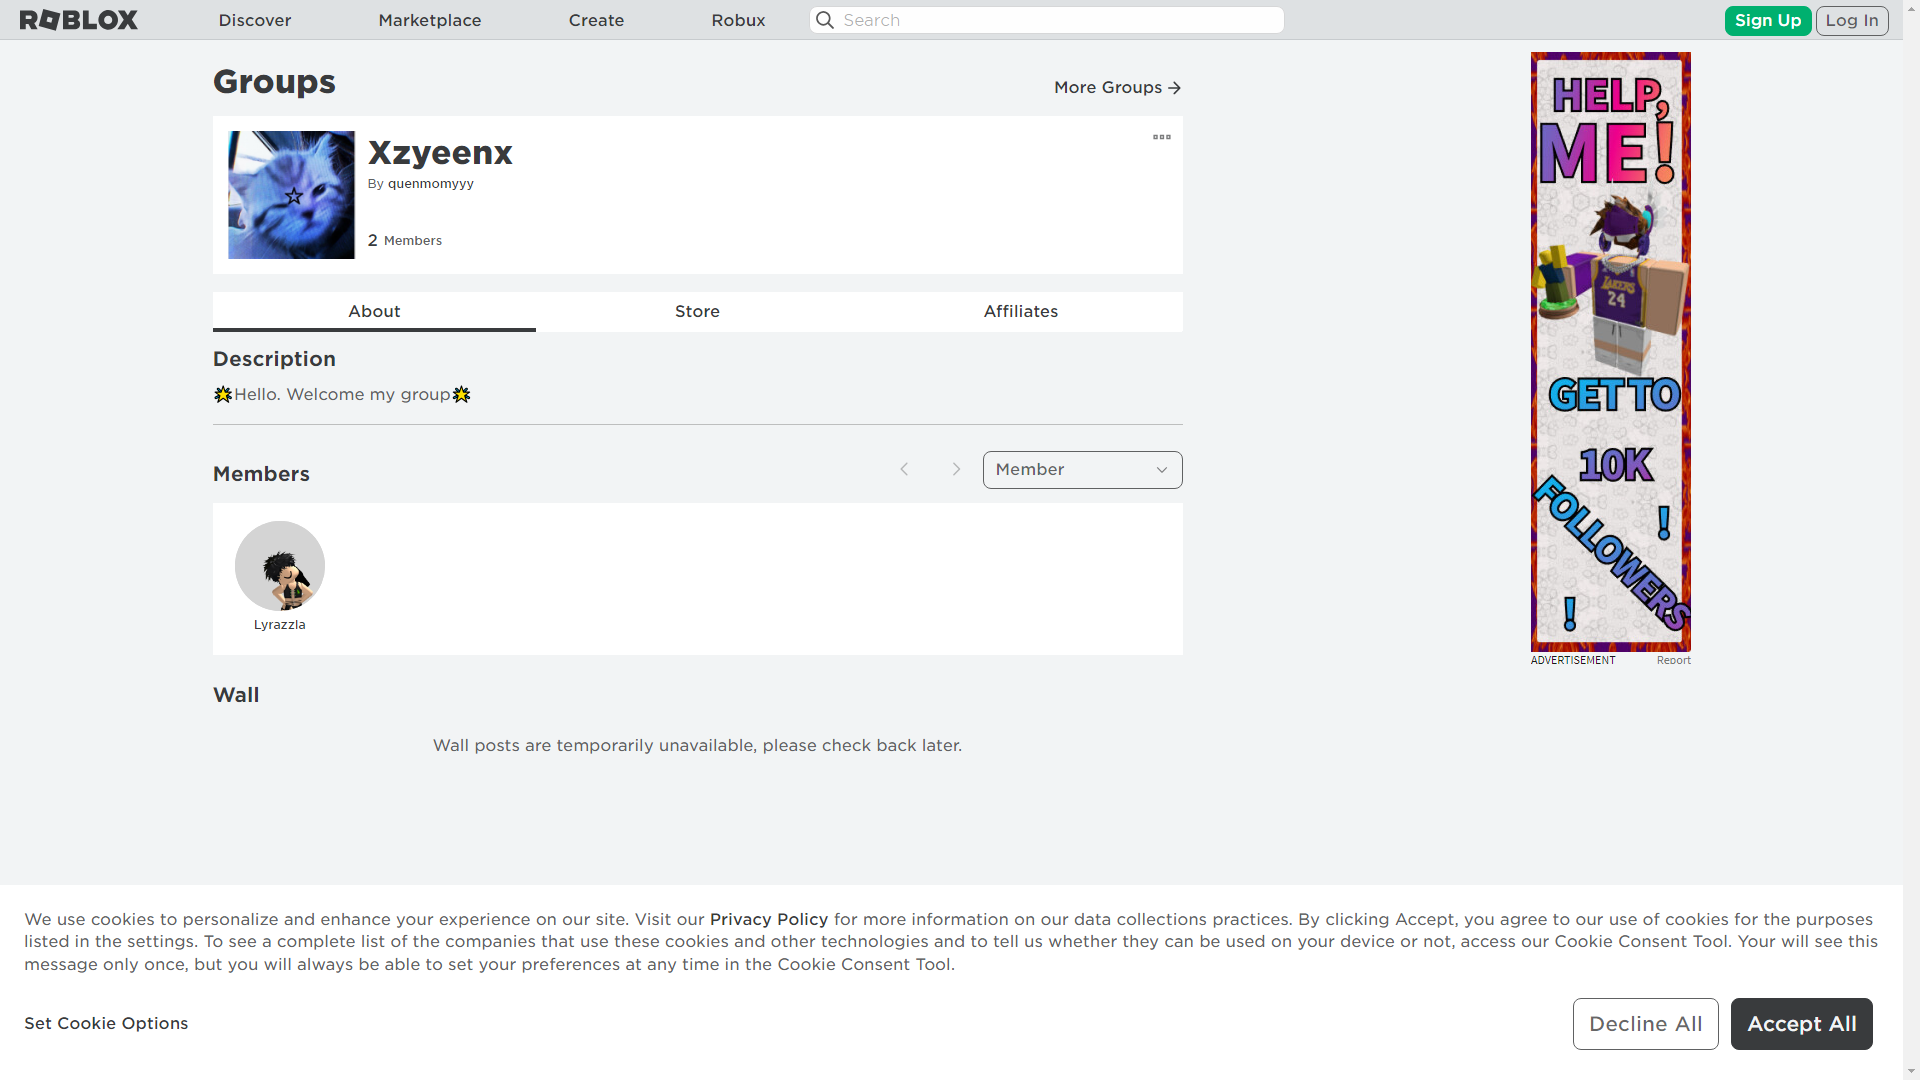 ROBLOX Discover Marketplace Create Robux Search Sign Up Log In
Groups
More Groups
Xzyeenx
By quenmomyyy
2 Members
About Store Affiliates
Description
🌟Hello. Welcome my group🌟
Members
Member
Lyrazzla
Wall
Wall posts are temporarily unavailable, please check back later.
HELP,
ME!
LAKERS
24
GET TO
10K
FOLLOWERS
!
!
ADVERTISEMENT Report
We use cookies to personalize and enhance your experience on our site. Visit our Privacy Policy for more information on our data collections practices. By clicking Accept, you agree to our use of cookies for the purposes
listed in the settings. To see a complete list of the companies that use these cookies and other technologies and to tell us whether they can be used on your device or not, access our Cookie Consent Tool. Your will see this
message only once, but you will always be able to set your preferences at any time in the Cookie Consent Tool.
Set Cookie Options
Decline All
Accept All